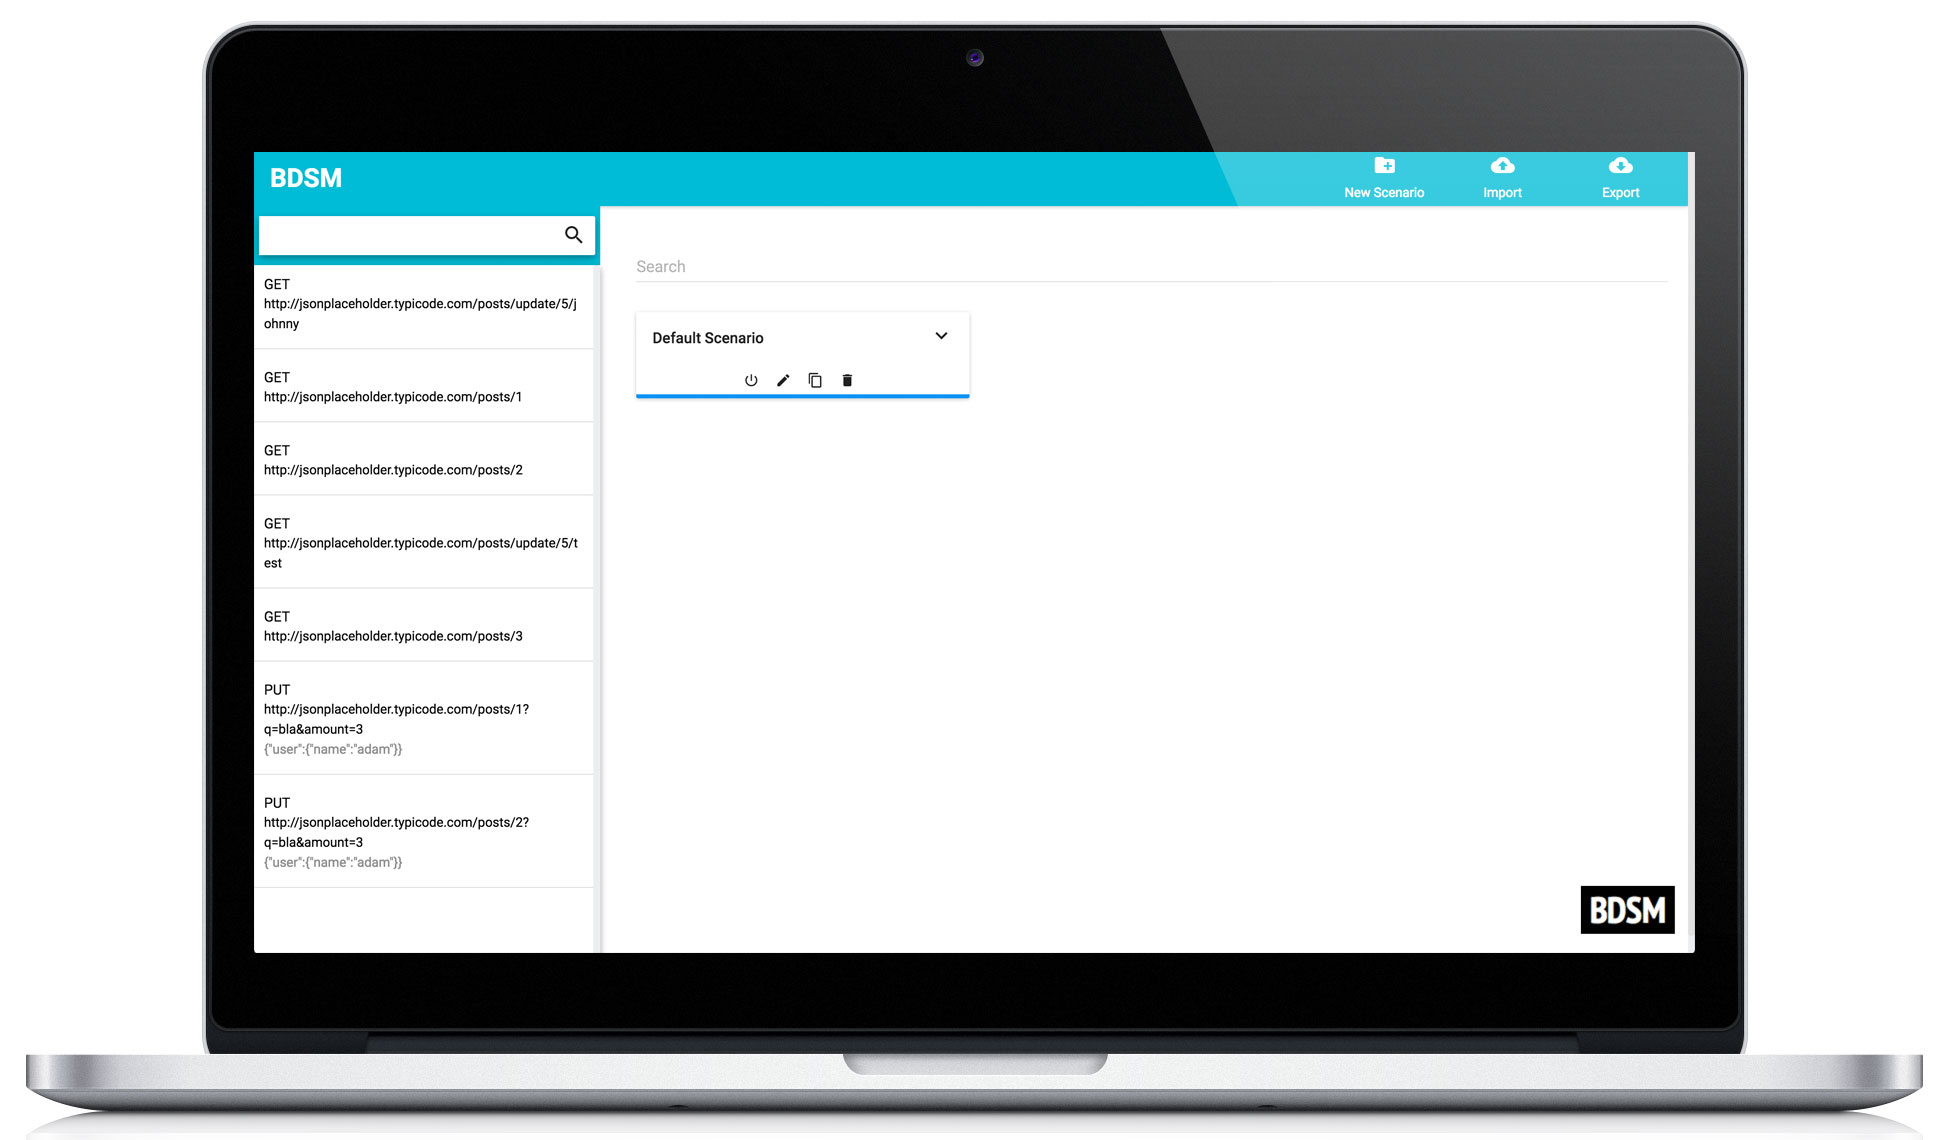 BDSM
New Scenario
Import
Export
GET
http://jsonplaceholder.typicode.com/posts/update/5/j
ohnny
GET
http://jsonplaceholder.typicode.com/posts/1
GET
http://jsonplaceholder.typicode.com/posts/2
GET
http://jsonplaceholder.typicode.com/posts/update/5/t
est
GET
http://jsonplaceholder.typicode.com/posts/3
PUT
http://jsonplaceholder.typicode.com/posts/1?
q=bla&amount=3
{"user":{"name":"adam"}}
PUT
http://jsonplaceholder.typicode.com/posts/2?
q=bla&amount=3
{"user":{"name":"adam"}}
Search
Default Scenario
BDSM